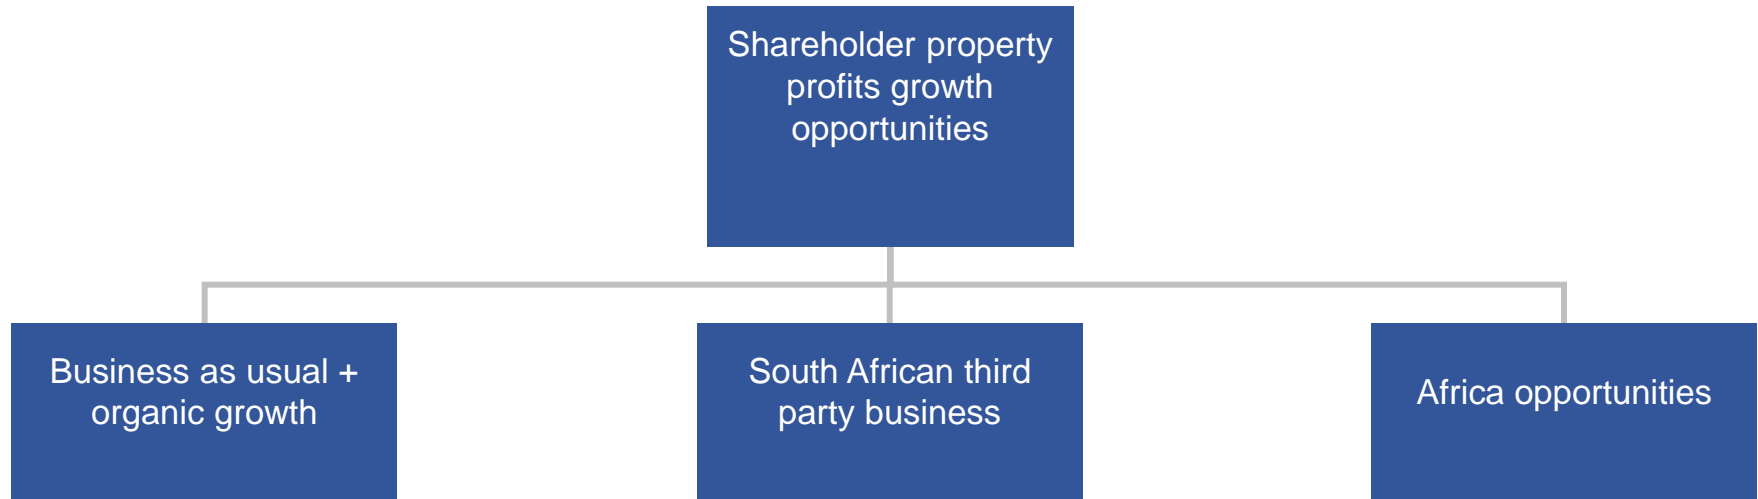 Shareholder property
profits growth
opportunities
Business as usual +
organic growth
South African third
party business
Africa opportunities